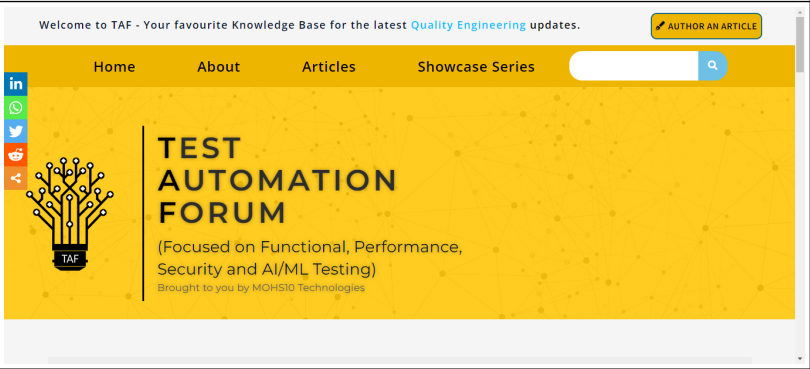 Welcome to TAF - Your favourite Knowledge Base for the latest Quality Engineering updates.
AUTHOR AN ARTICLE
Home About Articles Showcase Series
in
TEST
AUTOMATION
FORUM
(Focused on Functional, Performance,
Security and AI/ML Testing)
Brought to you by MOHS10 Technologies
TAF